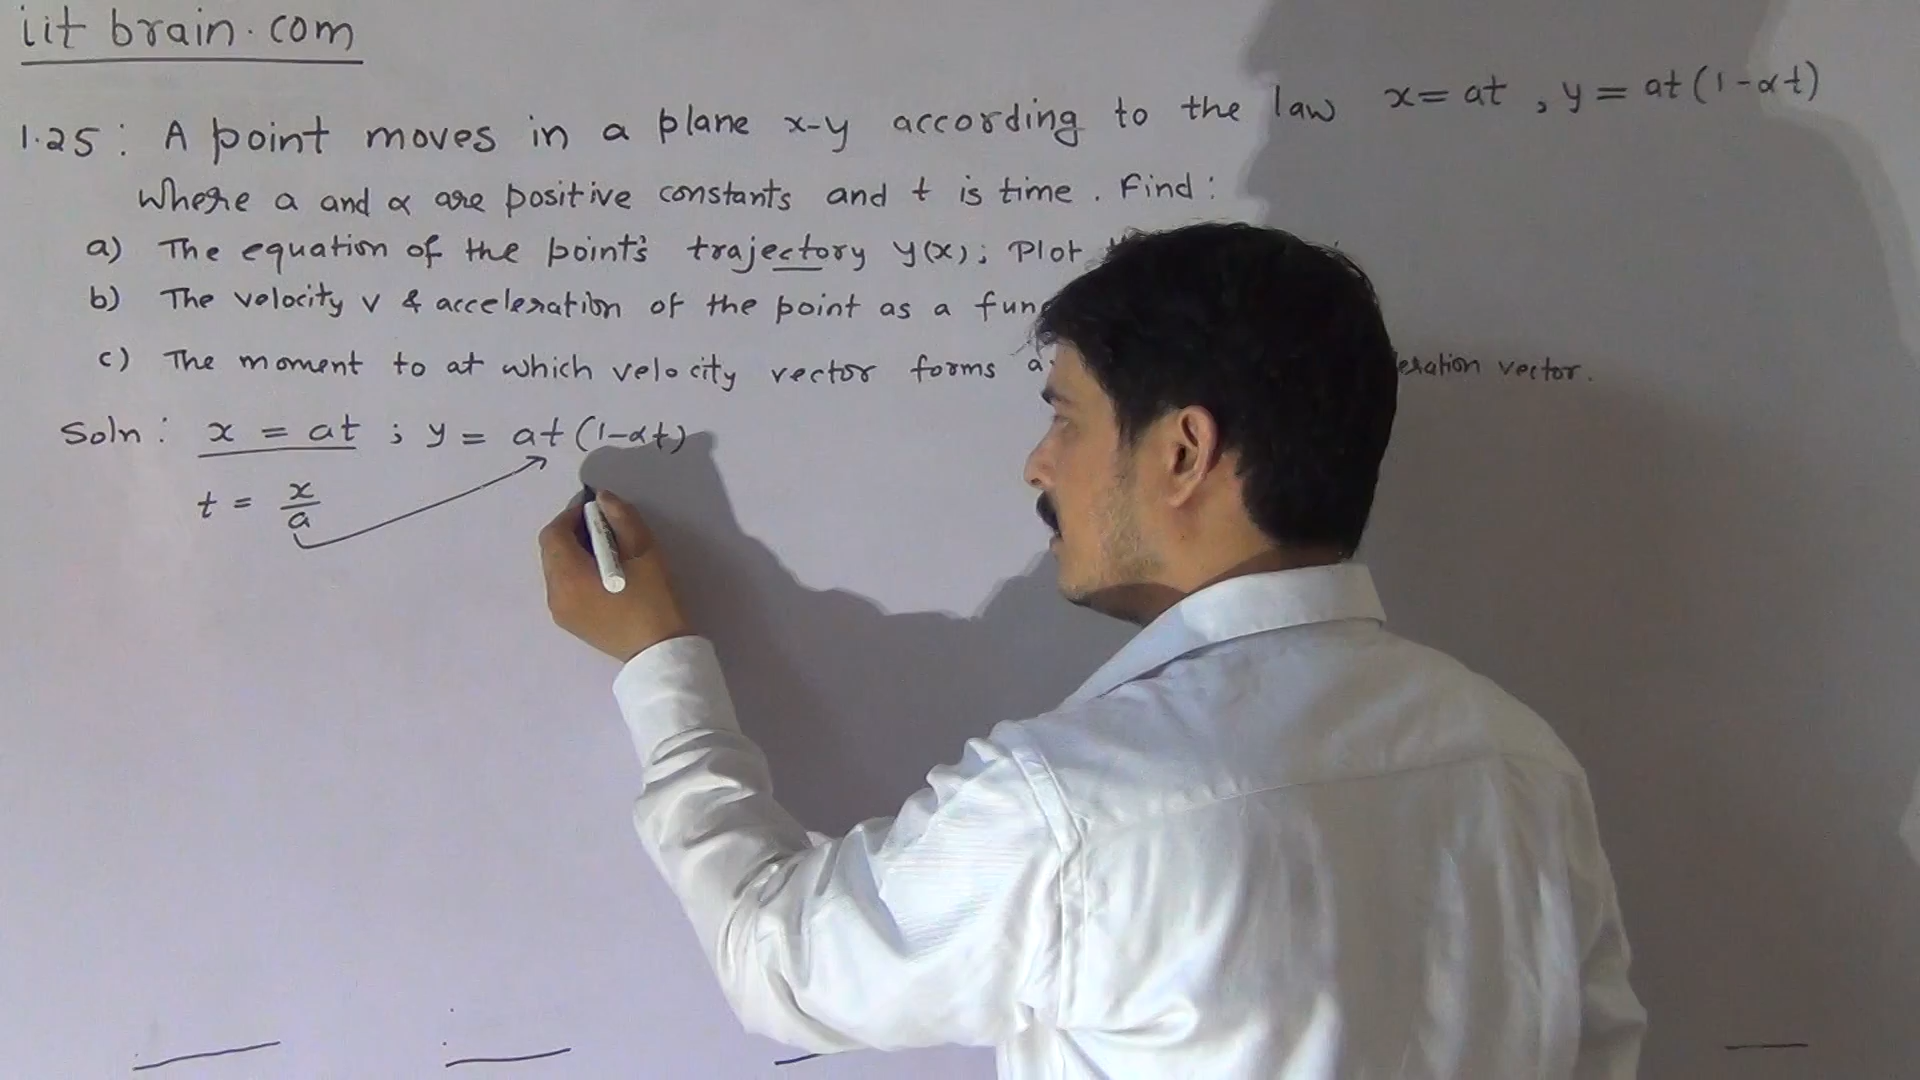 iit brain.com
1.25: A point moves in a plane x-y according to the law x = at, y = at(1-αt)
Where a and α are positive constants and t is time. Find:
a) The equation of the point's trajectory y(x); Plot
b) The velocity v & acceleration of the point as a
c) The moment to at which velocity vector forms vector.
Soln: x = at ; y = at(1-αt)
t = x/a